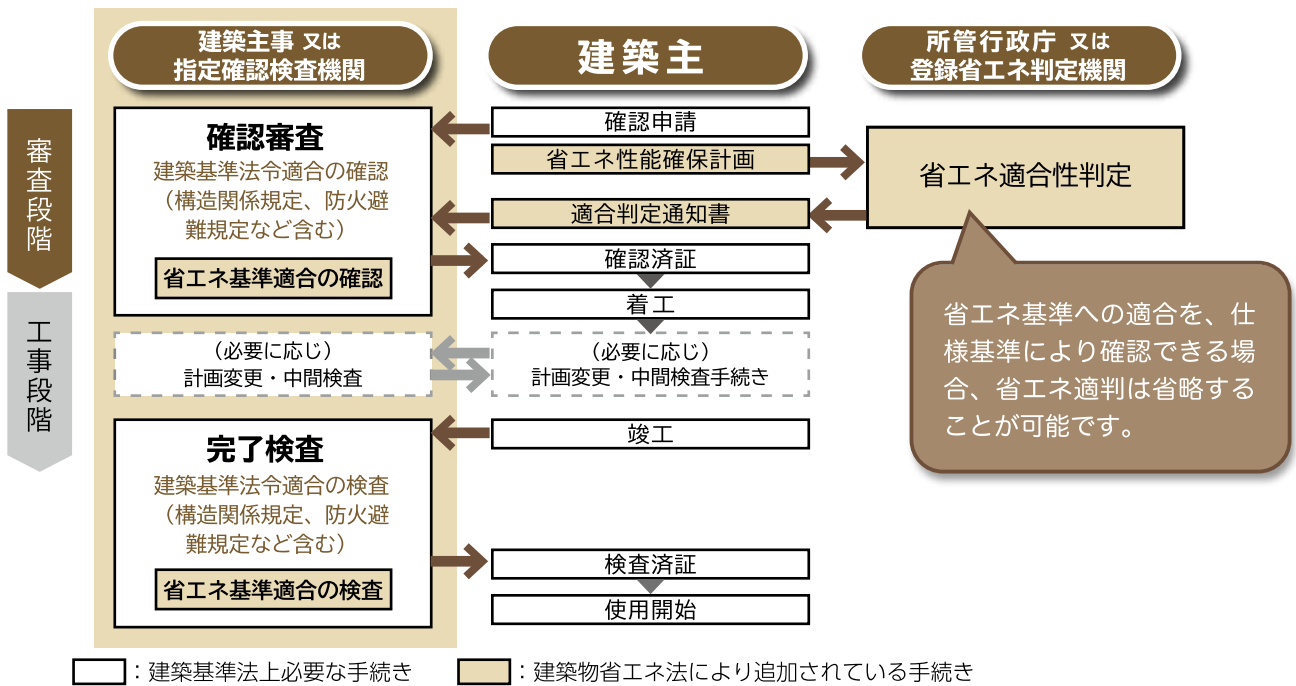 建築主事 又は
指定確認検査機関
建築主
所管行政庁 又は
登録省エネ判定機関
審査段階
確認審査
建築基準法令適合の確認
（構造関係規定、防火避
難規定など含む）
省エネ基準適合の確認
確認申請
省エネ性能確保計画
適合判定通知書
確認済証
着工
省エネ適合性判定
省エネ基準への適合を、仕
様基準により確認できる場
合、省エネ適判は省略する
ことが可能です。
工事段階
（必要に応じ）
計画変更・中間検査
（必要に応じ）
計画変更・中間検査手続き
完了検査
建築基準法令適合の検査
（構造関係規定、防火避
難規定など含む）
省エネ基準適合の検査
竣工
検査済証
使用開始
：建築基準法上必要な手続き
：建築物省エネ法により追加されている手続き